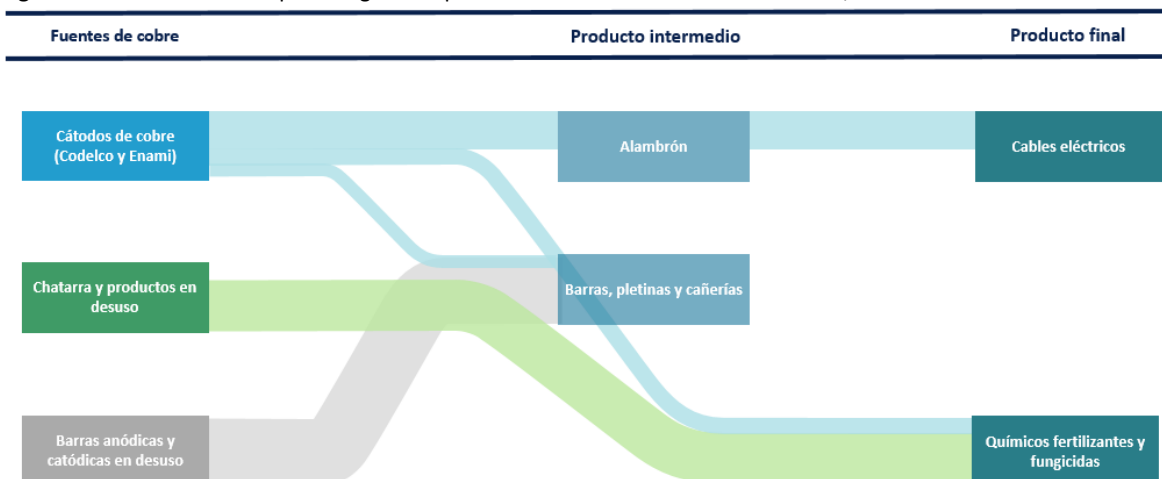 Fuentes de cobre
Producto intermedio
Producto final
Cátodos de cobre
(Codelco y Enami)
Alambrón
Cables eléctricos
Chatarra y productos en
desuso
Barras, pletinas y cañerías
Barras anódicas y
catódicas en desuso
Químicos fertilizantes y
fungicidas